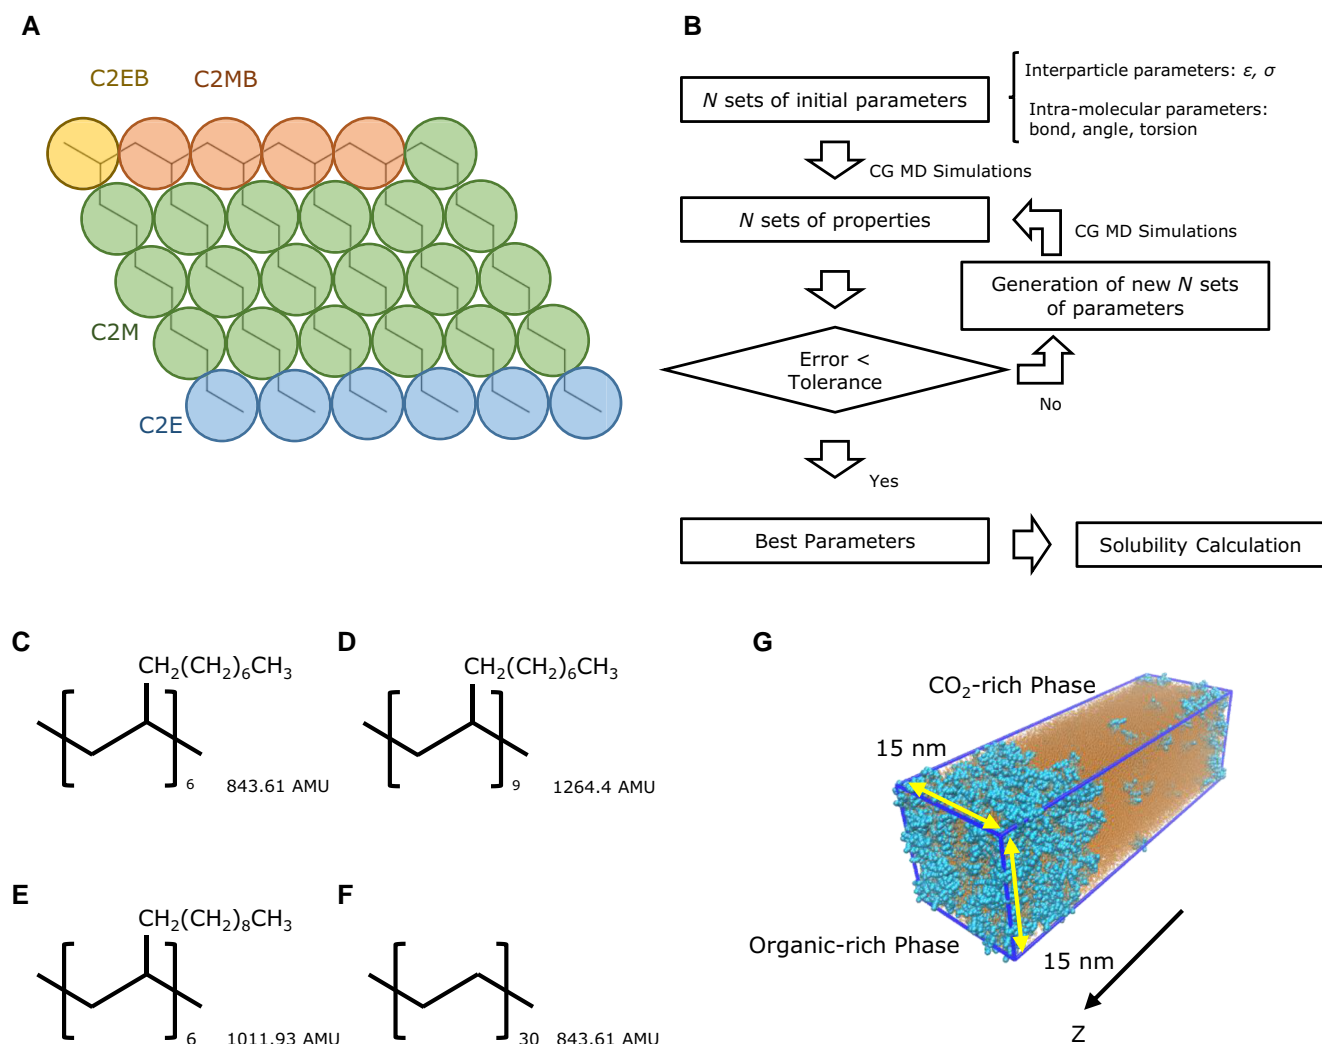 A
C2EB
C2MB
C2M
C2E
B
N sets of initial parameters
Interparticle parameters: ε, σ
Intra-molecular parameters:
bond, angle, torsion
CG MD Simulations
N sets of properties
CG MD Simulations
Generation of new N sets
of parameters
Error <
Tolerance
No
Yes
Best Parameters
Solubility Calculation
C
CH₂(CH₂)₆CH₃
6
843.61 AMU
D
CH₂(CH₂)₆CH₃
9
1264.4 AMU
E
CH₂(CH₂)₈CH₃
6
1011.93 AMU
F
30
843.61 AMU
G
CO₂-rich Phase
15 nm
Organic-rich Phase
15 nm
Z